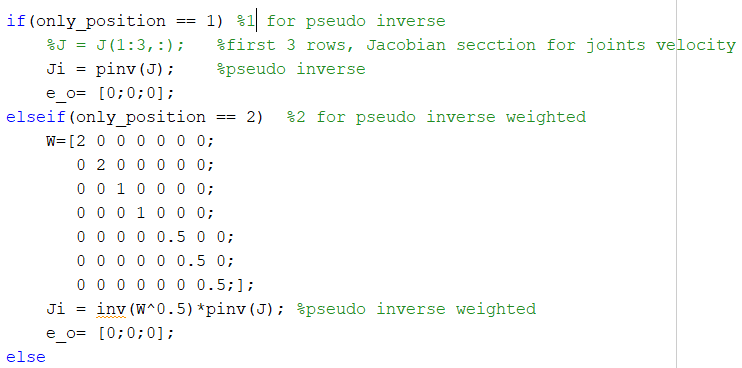 if(only_position == 1) %1 for pseudo inverse
%J = J(1:3,:);   %first 3 rows, Jacobian secction for joints velocity
Ji = pinv(J);    %pseudo inverse
e_o= [0;0;0];
elseif(only_position == 2)  %2 for pseudo inverse weighted
W=[2 0 0 0 0 0 0;
0 2 0 0 0 0 0;
0 0 1 0 0 0 0;
0 0 0 1 0 0 0;
0 0 0 0 0.5 0 0;
0 0 0 0 0 0.5 0;
0 0 0 0 0 0 0.5;];
Ji = inv(W^0.5)*pinv(J); %pseudo inverse weighted
e_o= [0;0;0];
else